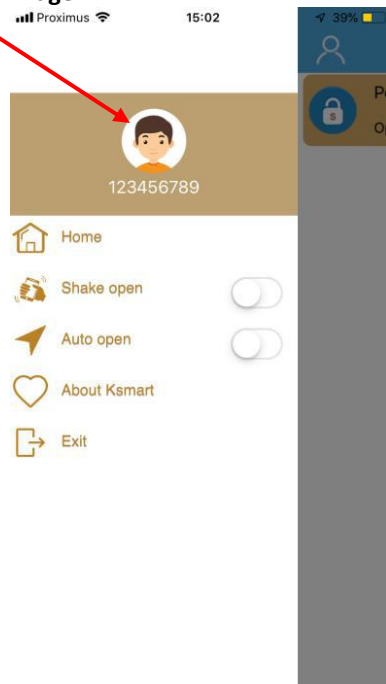 Proximus 15:02 39%
123456789
Home
Shake open
Auto open
About Ksmart
Exit
S